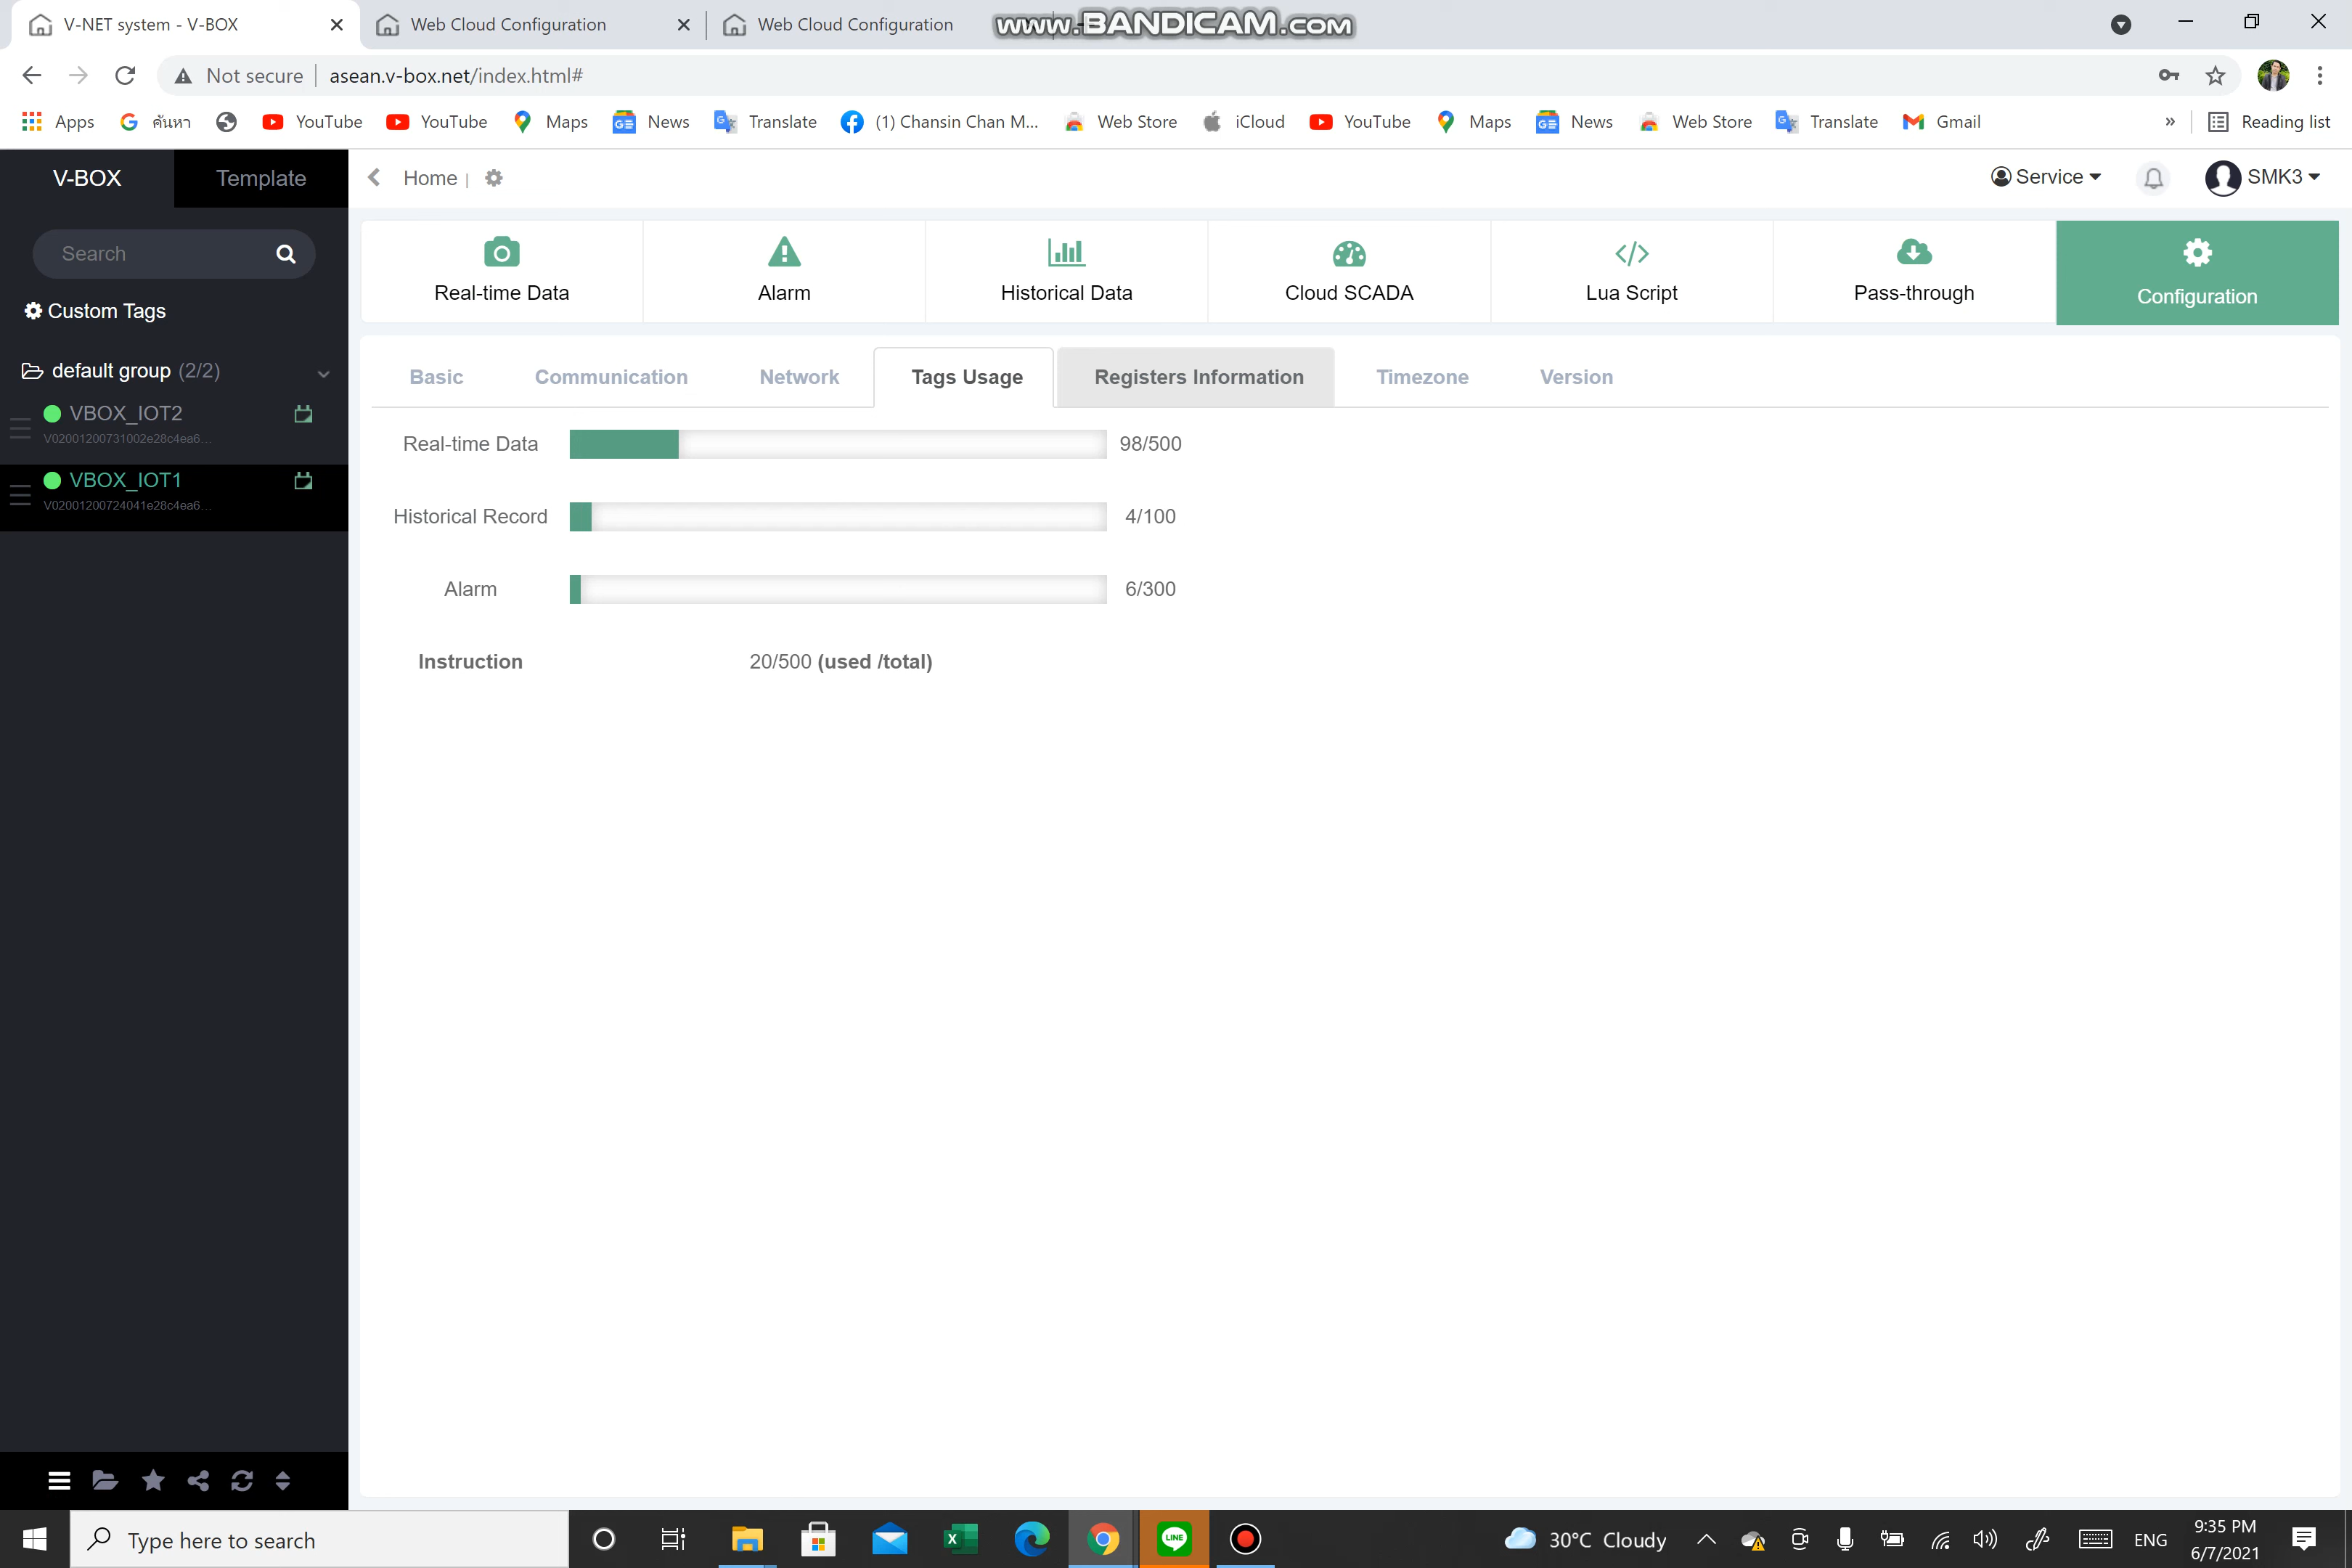 V-NET system - V-BOX
Web Cloud Configuration
Web Cloud Configuration
www.BANDICAM.com
Not secure
asean.v-box.net/index.html#
Apps
ค้นหา
YouTube
YouTube
Maps
News
Translate
(1) Chansin Chan M...
Web Store
iCloud
YouTube
Maps
News
Web Store
Translate
Gmail
»
Reading list
V-BOX
Template
Home
Service
SMK3
Search
Custom Tags
default group (2/2)
VBOX_IOT2
V02001200731002e28c4ea6...
VBOX_IOT1
V02001200724041e28c4ea6...
Real-time Data
Alarm
Historical Data
Cloud SCADA
Lua Script
Pass-through
Configuration
Basic
Communication
Network
Tags Usage
Registers Information
Timezone
Version
Real-time Data 98/500
Historical Record 4/100
Alarm 6/300
Instruction 20/500 (used /total)
Type here to search
LINE
30°C Cloudy
ENG
9:35 PM
6/7/2021